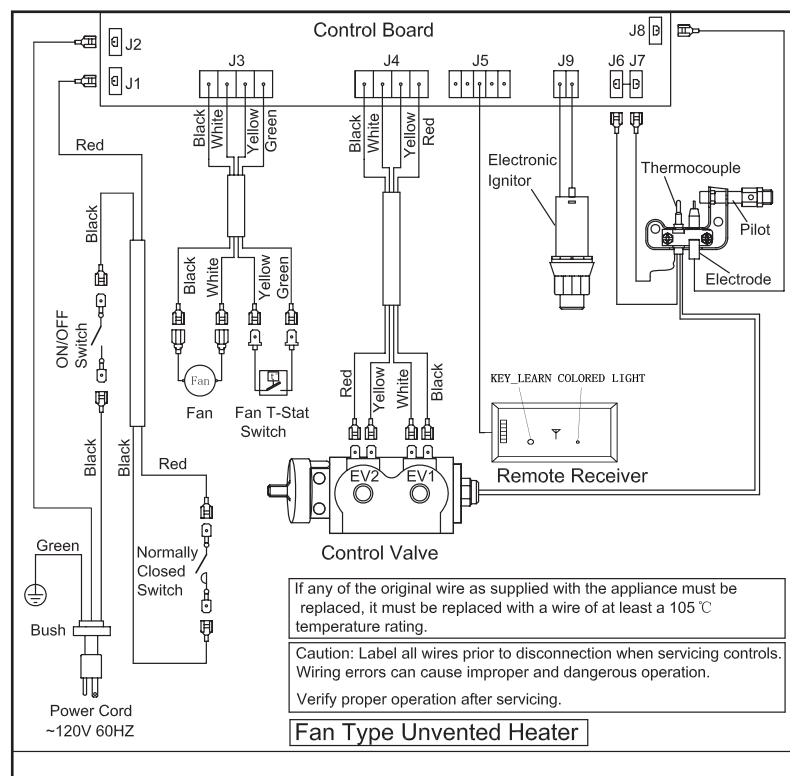 Control Board
J2
J1
J3
J4
J5
J9
J8
J6 J7
Black
White
Yellow
Green
Black
White
Yellow
Red
Red
Black
Electronic
Ignitor
Thermocouple
Pilot
Electrode
ON/OFF
Switch
Black
White
Yellow
Green
Fan
Fan
t°
Fan T-Stat
Switch
Red
Yellow
White
Black
KEY_LEARN COLORED LIGHT
Remote Receiver
EV2
EV1
Control Valve
Black
Black
Red
Green
Normally
Closed
Switch
Bush
Power Cord
~120V 60HZ
If any of the original wire as supplied with the appliance must be
replaced, it must be replaced with a wire of at least a 105 ℃
temperature rating.
Caution: Label all wires prior to disconnection when servicing controls.
Wiring errors can cause improper and dangerous operation.
Verify proper operation after servicing.
Fan Type Unvented Heater